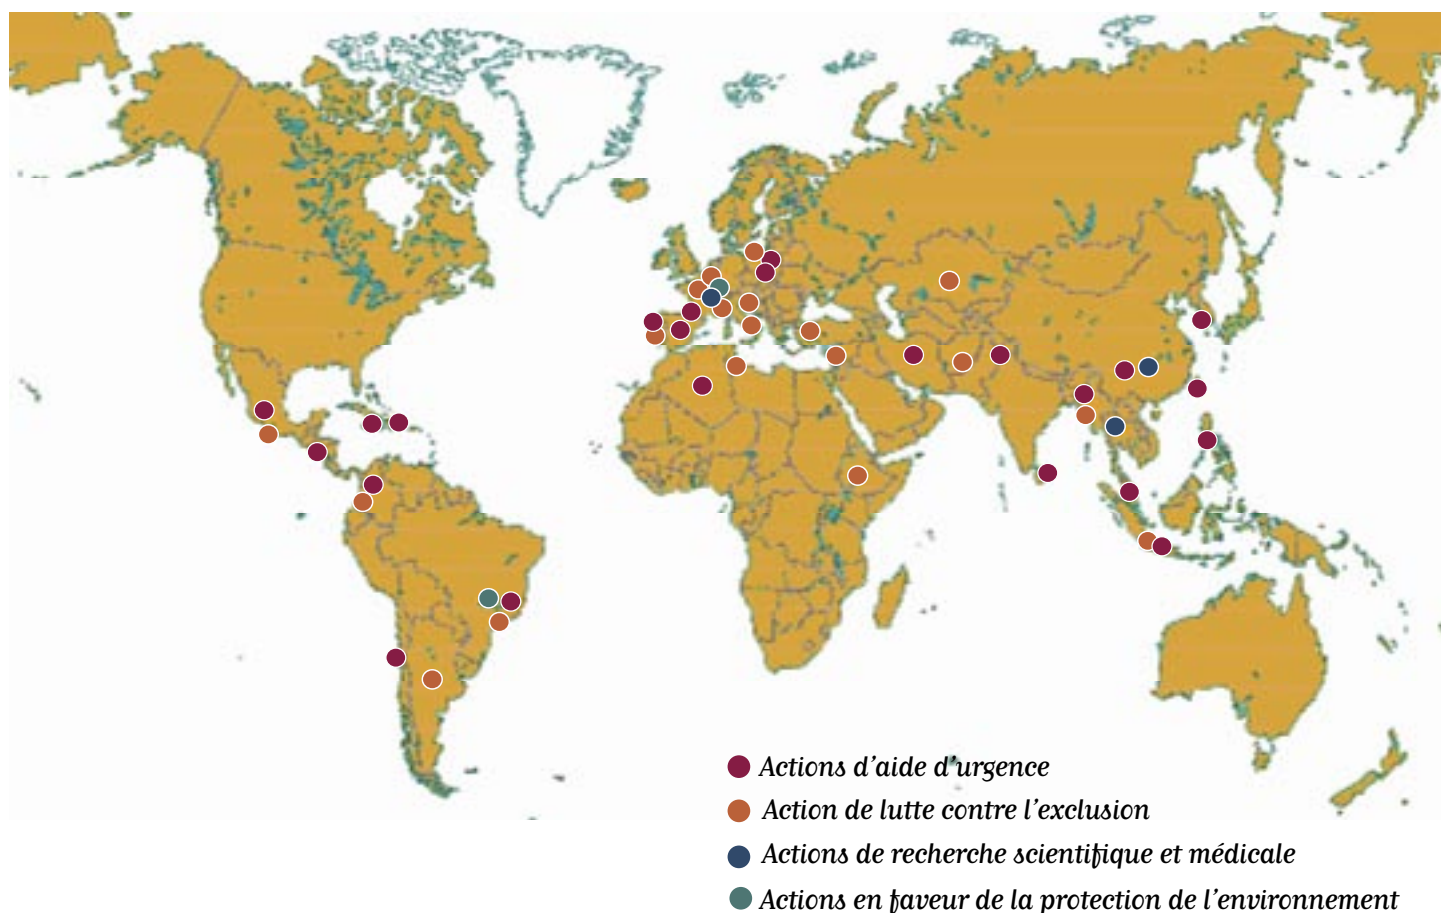 Actions d'aide d'urgence
Action de lutte contre l'exclusion
Actions de recherche scientifique et médicale
Actions en faveur de la protection de l'environnement